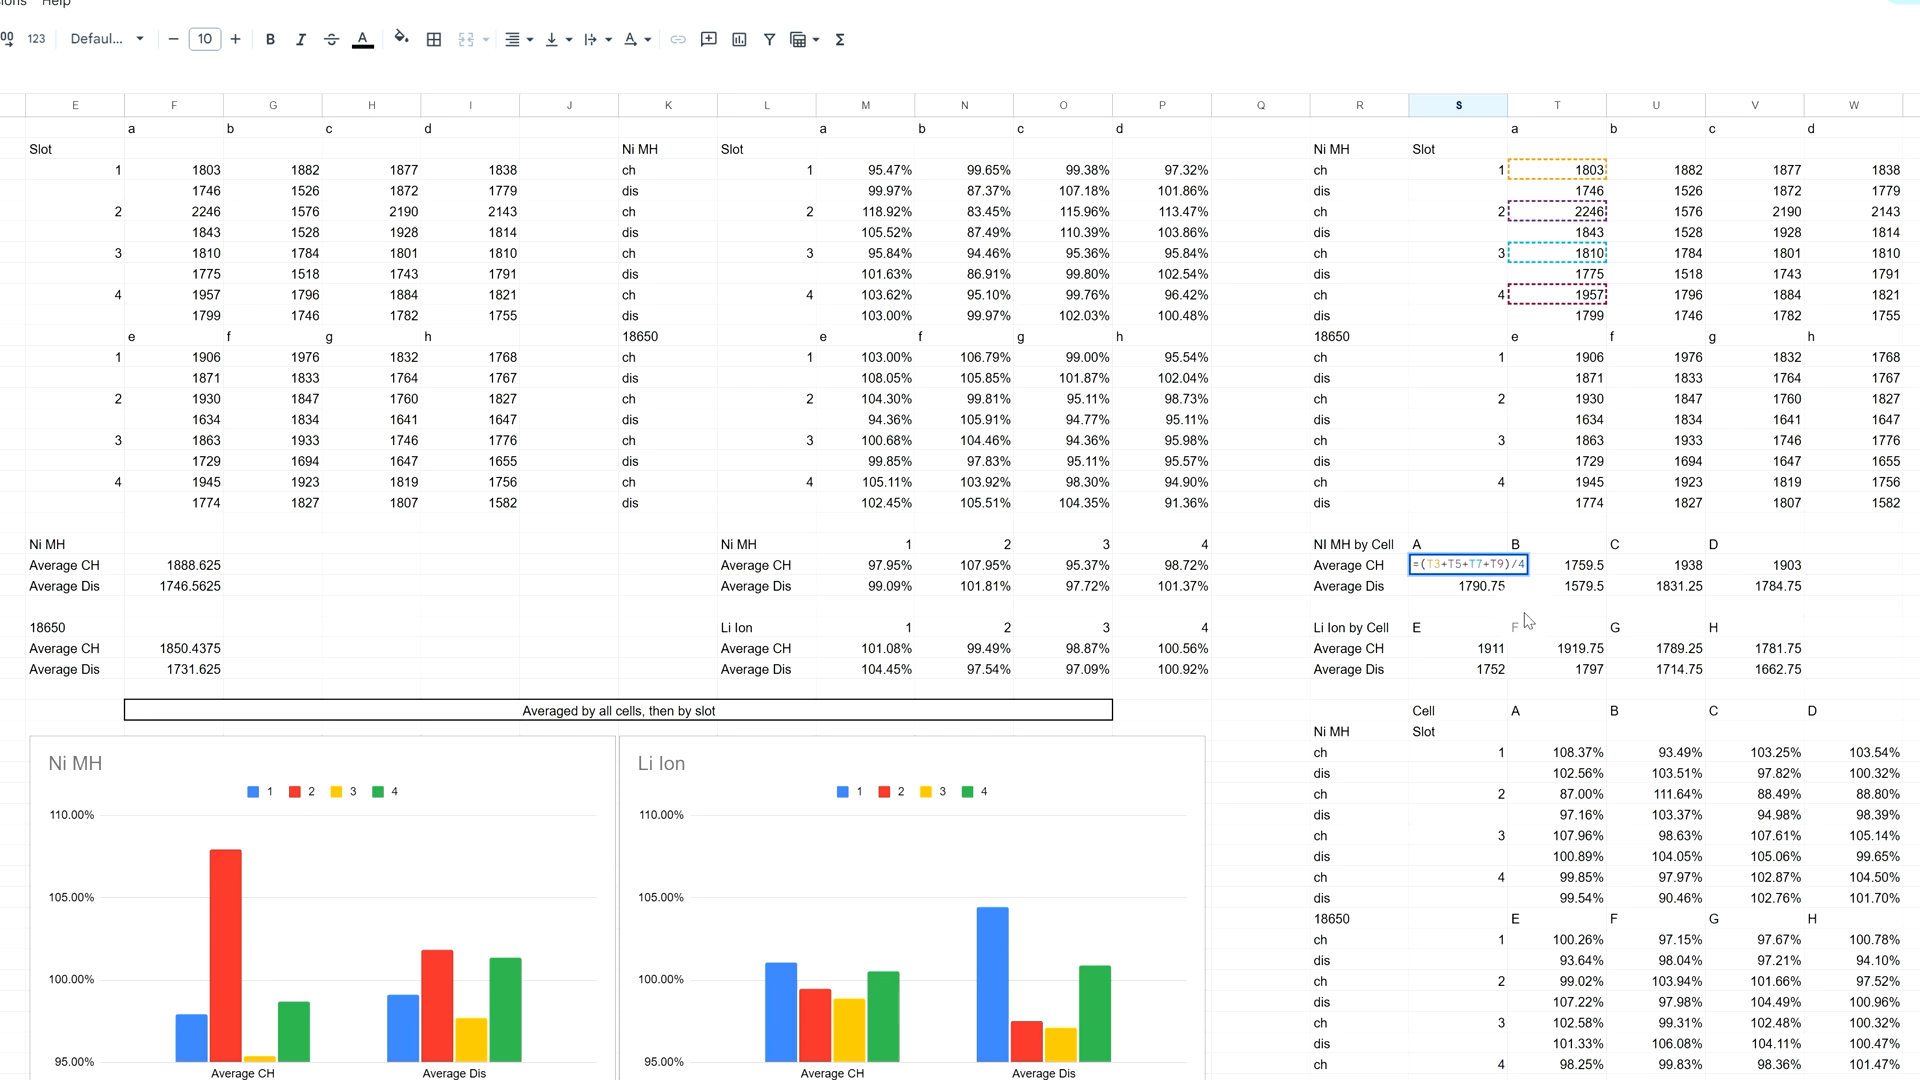 Help
00 123 Defaul... 10 B I A
E F G H I J K L M N O P Q R S T U V W
a b c d a b c d a b c d
Slot Ni MH Slot Ni MH Slot
1 1803 1882 1877 1838 ch 1 95.47% 99.65% 99.38% 97.32% ch 1 1803 1882 1877 1838
1746 1526 1872 1779 dis 99.97% 87.37% 107.18% 101.86% dis 1746 1526 1872 1779
2 2246 1576 2190 2143 ch 2 118.92% 83.45% 115.96% 113.47% ch 2 2246 1576 2190 2143
1843 1528 1928 1814 dis 105.52% 87.49% 110.39% 103.86% dis 1843 1528 1928 1814
3 1810 1784 1801 1810 ch 3 95.84% 94.46% 95.36% 95.84% ch 3 1810 1784 1801 1810
1775 1518 1743 1791 dis 101.63% 86.91% 99.80% 102.54% dis 1775 1518 1743 1791
4 1957 1796 1884 1821 ch 4 103.62% 95.10% 99.76% 96.42% ch 4 1957 1796 1884 1821
1799 1746 1782 1755 dis 103.00% 99.97% 102.03% 100.48% dis 1799 1746 1782 1755
e f g h 18650 e f g h 18650 e f g h
1 1906 1976 1832 1768 ch 1 103.00% 106.79% 99.00% 95.54% ch 1 1906 1976 1832 1768
1871 1833 1764 1767 dis 108.05% 105.85% 101.87% 102.04% dis 1871 1833 1764 1767
2 1930 1847 1760 1827 ch 2 104.30% 99.81% 95.11% 98.73% ch 2 1930 1847 1760 1827
1634 1834 1641 1647 dis 94.36% 105.91% 94.77% 95.11% dis 1634 1834 1641 1647
3 1863 1933 1746 1776 ch 3 100.68% 104.46% 94.36% 95.98% ch 3 1863 1933 1746 1776
1729 1694 1647 1655 dis 99.85% 97.83% 95.11% 95.57% dis 1729 1694 1647 1655
4 1945 1923 1819 1756 ch 4 105.11% 103.92% 98.30% 94.90% ch 4 1945 1923 1819 1756
1774 1827 1807 1582 dis 102.45% 105.51% 104.35% 91.36% dis 1774 1827 1807 1582
Ni MH Ni MH 1 2 3 4 NI MH by Cell A B C D
Average CH 1888.625 Average CH 97.95% 107.95% 95.37% 98.72% Average CH =(T3+T5+T7+T9)/4 1759.5 1938 1903
Average Dis 1746.5625 Average Dis 99.09% 101.81% 97.72% 101.37% Average Dis 1790.75 1579.5 1831.25 1784.75
18650 Li Ion 1 2 3 4 Li Ion by Cell E F G H
Average CH 1850.4375 Average CH 101.08% 99.49% 98.87% 100.56% Average CH 1911 1919.75 1789.25 1781.75
Average Dis 1731.625 Average Dis 104.45% 97.54% 97.09% 100.92% Average Dis 1752 1797 1714.75 1662.75
Averaged by all cells, then by slot
Cell A B C D
Ni MH Slot
ch 1 108.37% 93.49% 103.25% 103.54%
dis 102.56% 103.51% 97.82% 100.32%
ch 2 87.00% 111.64% 88.49% 88.80%
dis 97.16% 103.37% 94.98% 98.39%
ch 3 107.96% 98.63% 107.61% 105.14%
dis 100.89% 104.05% 105.06% 99.65%
ch 4 99.85% 97.97% 102.87% 104.50%
dis 99.54% 90.46% 102.76% 101.70%
18650 E F G H
ch 1 100.26% 97.15% 97.67% 100.78%
dis 93.64% 98.04% 97.21% 94.10%
ch 2 99.02% 103.94% 101.66% 97.52%
dis 107.22% 97.98% 104.49% 100.96%
ch 3 102.58% 99.31% 102.48% 100.32%
dis 101.33% 106.08% 104.11% 100.47%
ch 4 98.25% 99.83% 98.36% 101.47%
Ni MH
1 2 3 4
110.00%
105.00%
100.00%
95.00%
Average CH Average Dis
Li Ion
1 2 3 4
110.00%
105.00%
100.00%
95.00%
Average CH Average Dis